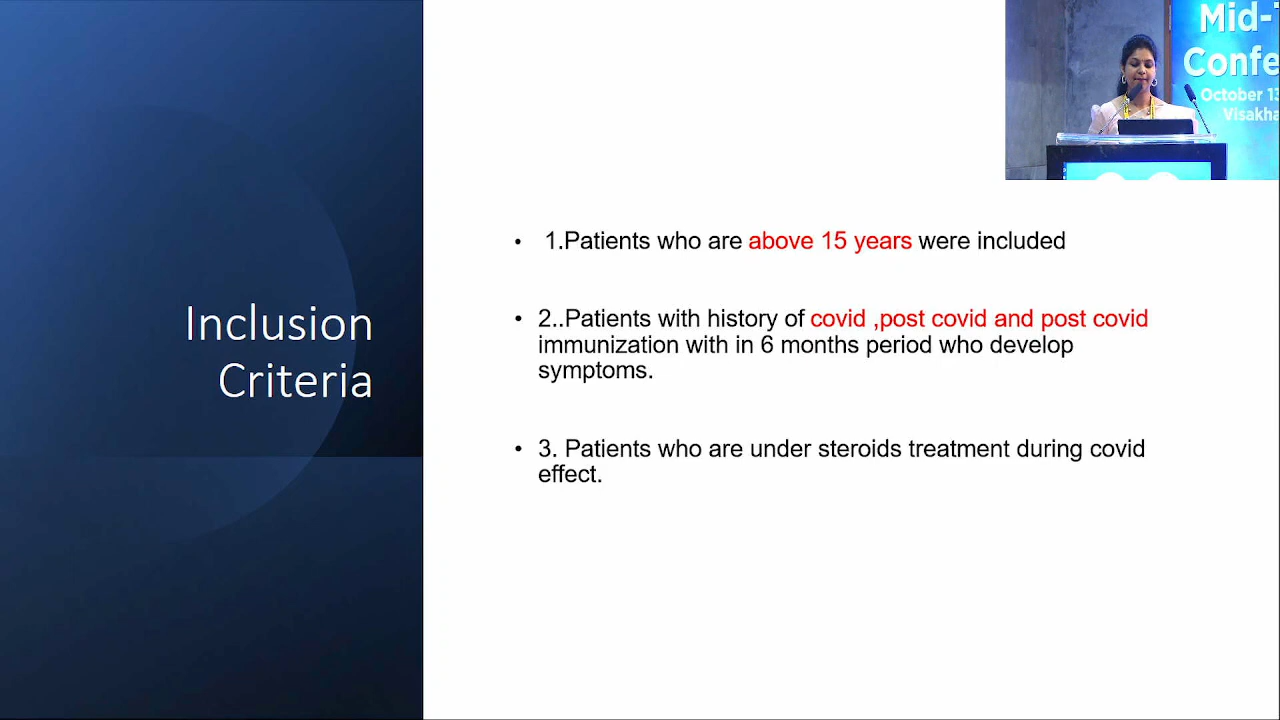 Mid-
Confe
October 13
Visakha
Inclusion
Criteria
• 1.Patients who are above 15 years were included
• 2..Patients with history of covid ,post covid and post covid
immunization with in 6 months period who develop
symptoms.
• 3. Patients who are under steroids treatment during covid
effect.